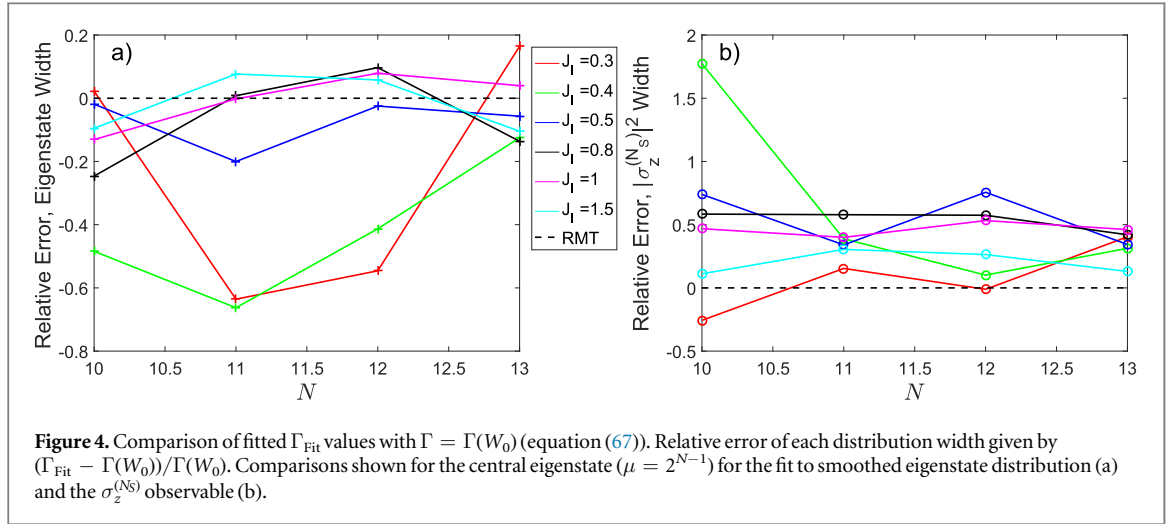 a)
Relative Error, Eigenstate Width
0.2
0
-0.2
-0.4
-0.6
-0.8
10 10.5 11 11.5 12 12.5 13
N
J_I =0.3
J_I =0.4
J_I =0.5
J_I =0.8
J_I =1
J_I =1.5
RMT
b)
Relative Error, |σ_z^(N_S)|² Width
2
1.5
1
0.5
0
-0.5
10 10.5 11 11.5 12 12.5 13
N
Figure 4. Comparison of fitted Γ_Fit values with Γ = Γ(W_0) (equation (67)). Relative error of each distribution width given by
(Γ_Fit − Γ(W_0))/Γ(W_0). Comparisons shown for the central eigenstate (μ = 2^{N−1}) for the fit to smoothed eigenstate distribution (a)
and the σ_z^(N_S) observable (b).